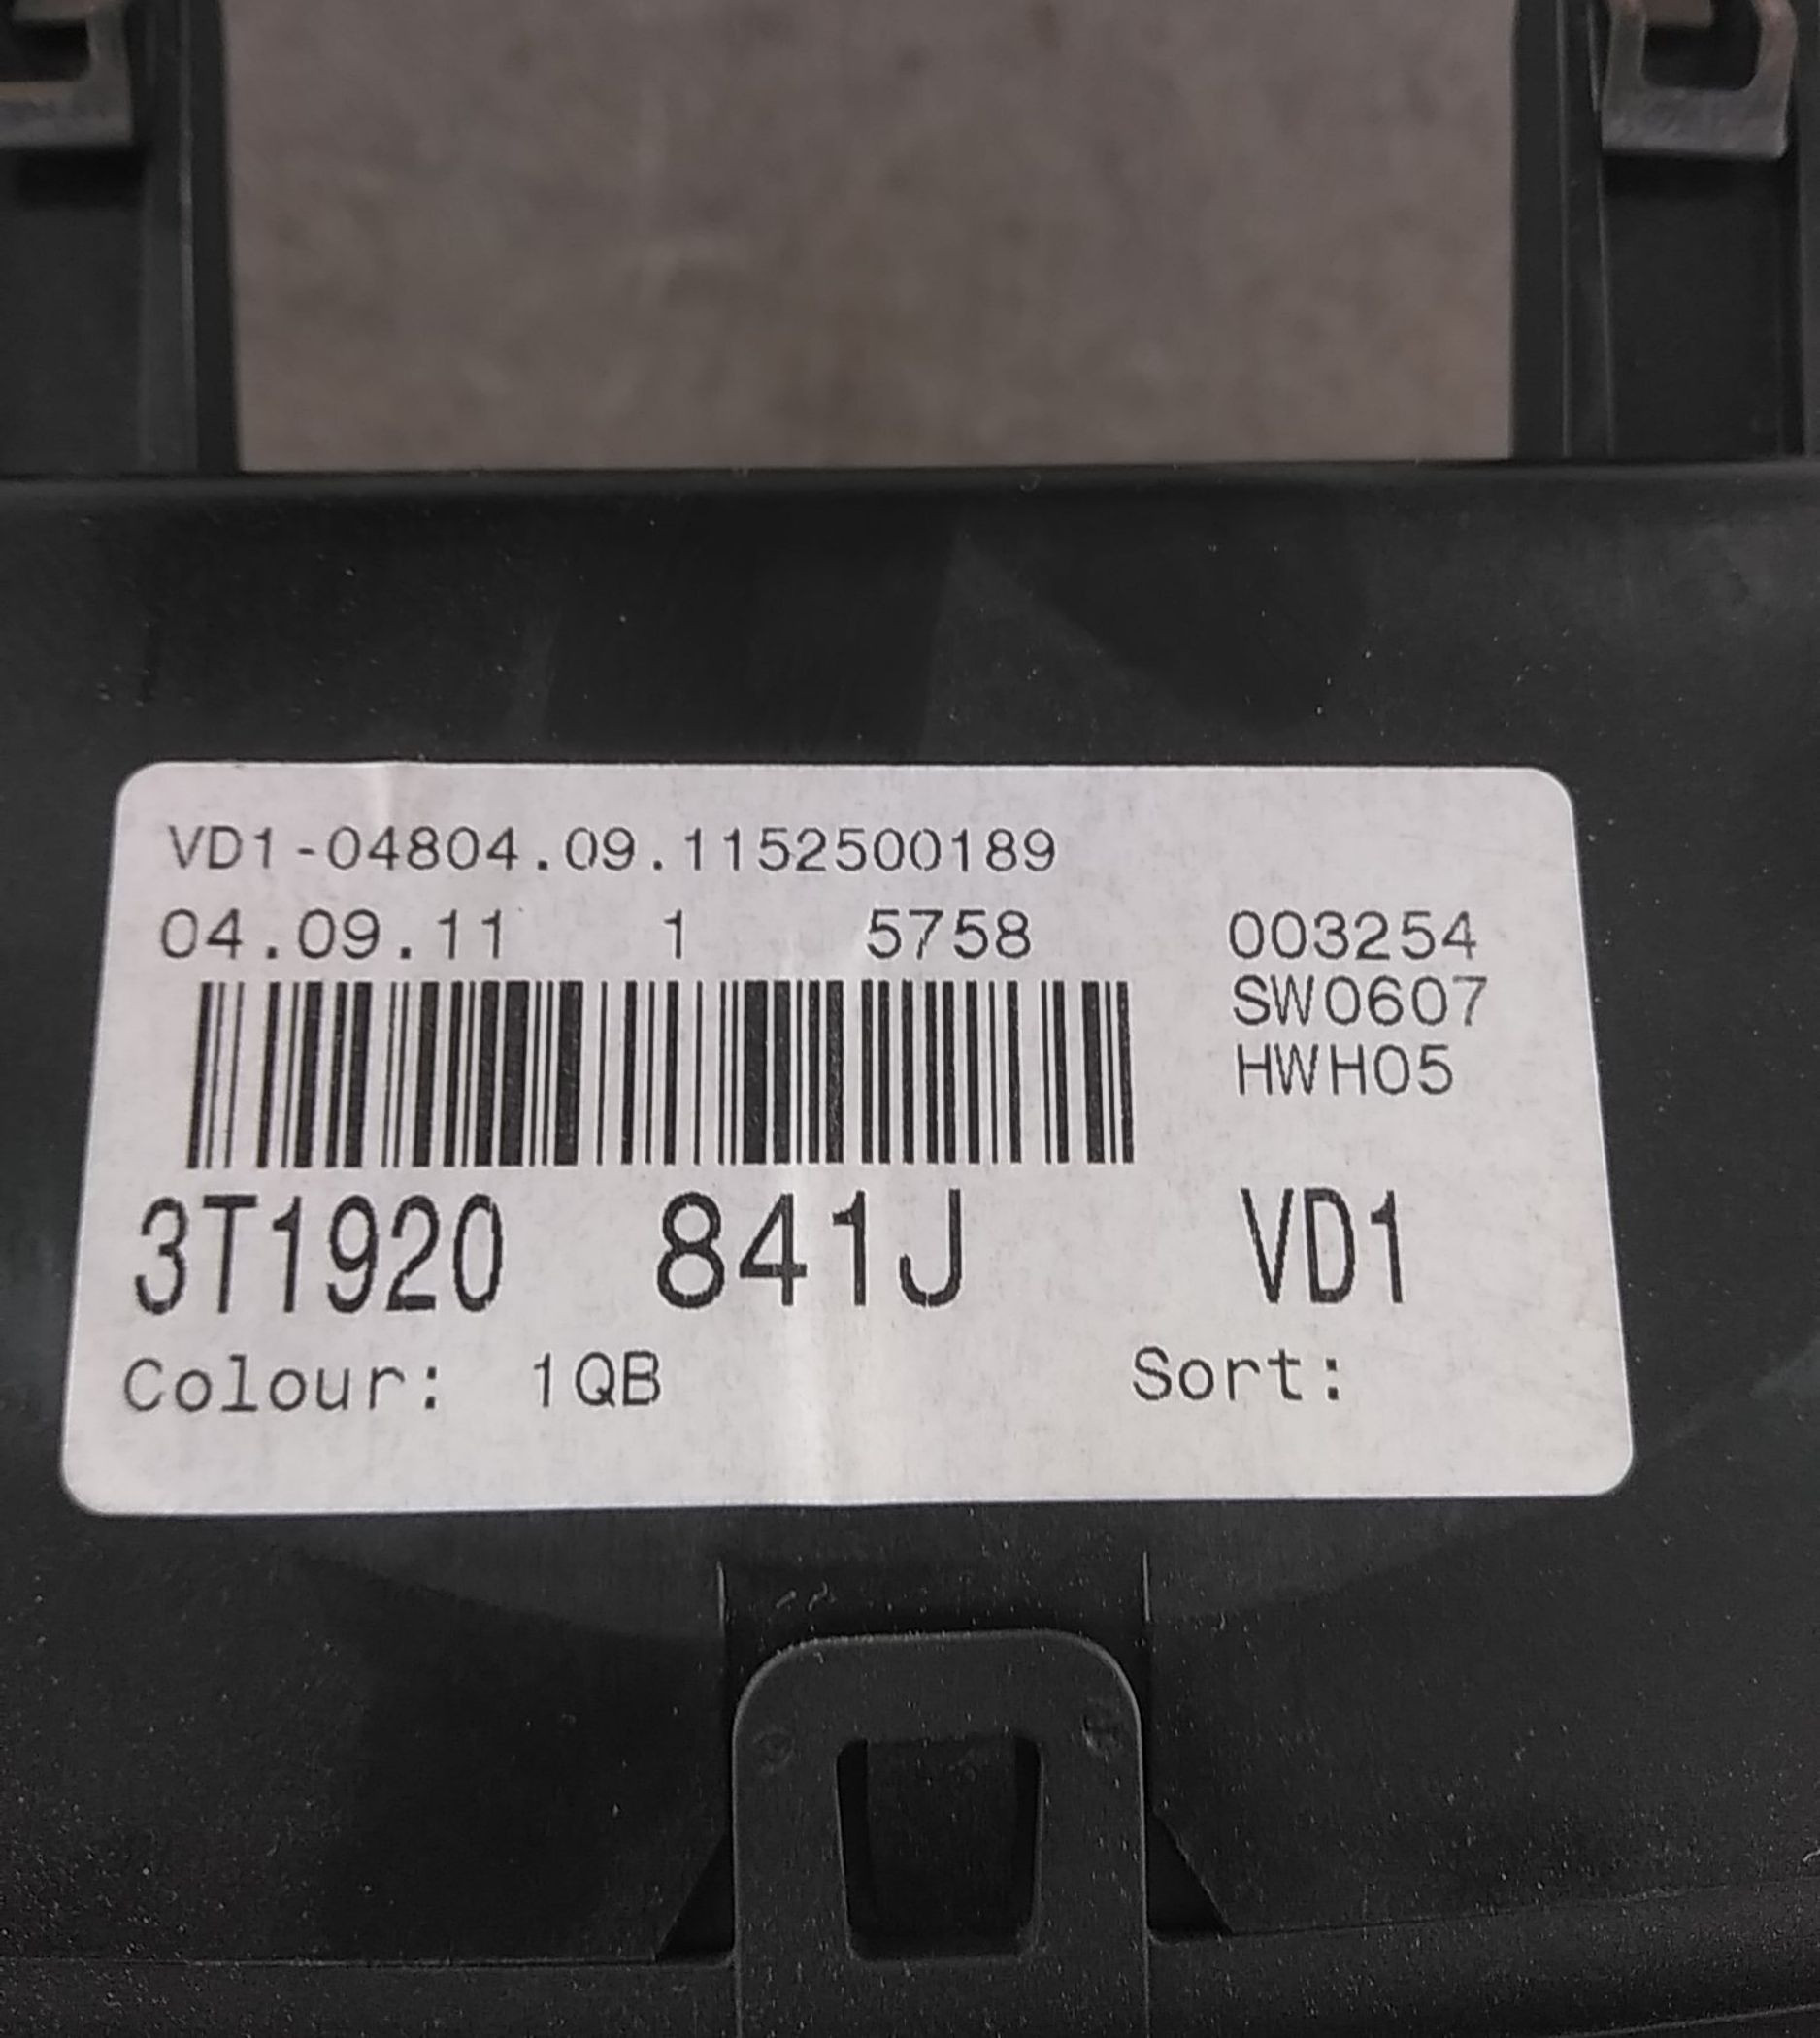 VD1-04804.09.1152500189
04.09.11 1 5758 003254
SW0607
HWH05
3T1920 841J VD1
Colour: 1QB Sort: